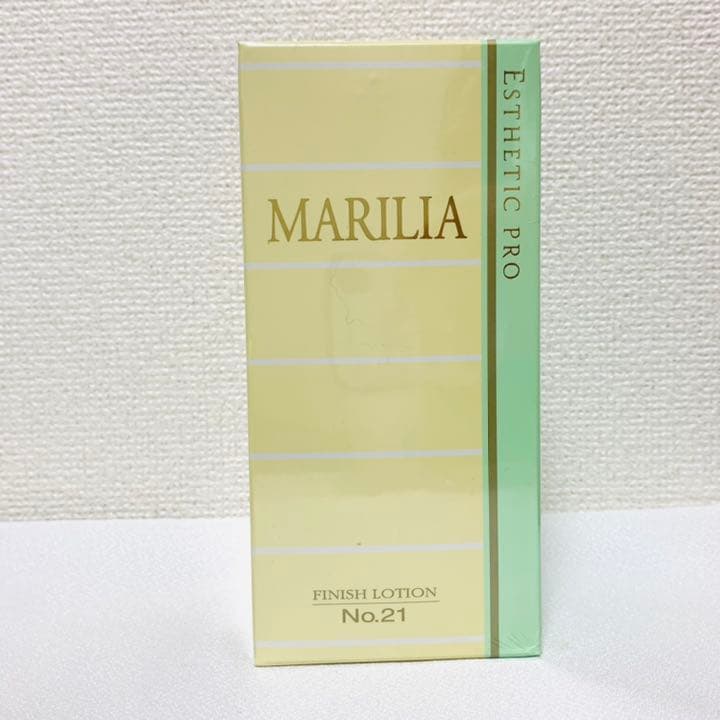 MARILIA
ESTHETIC PRO
FINISH LOTION
No.21